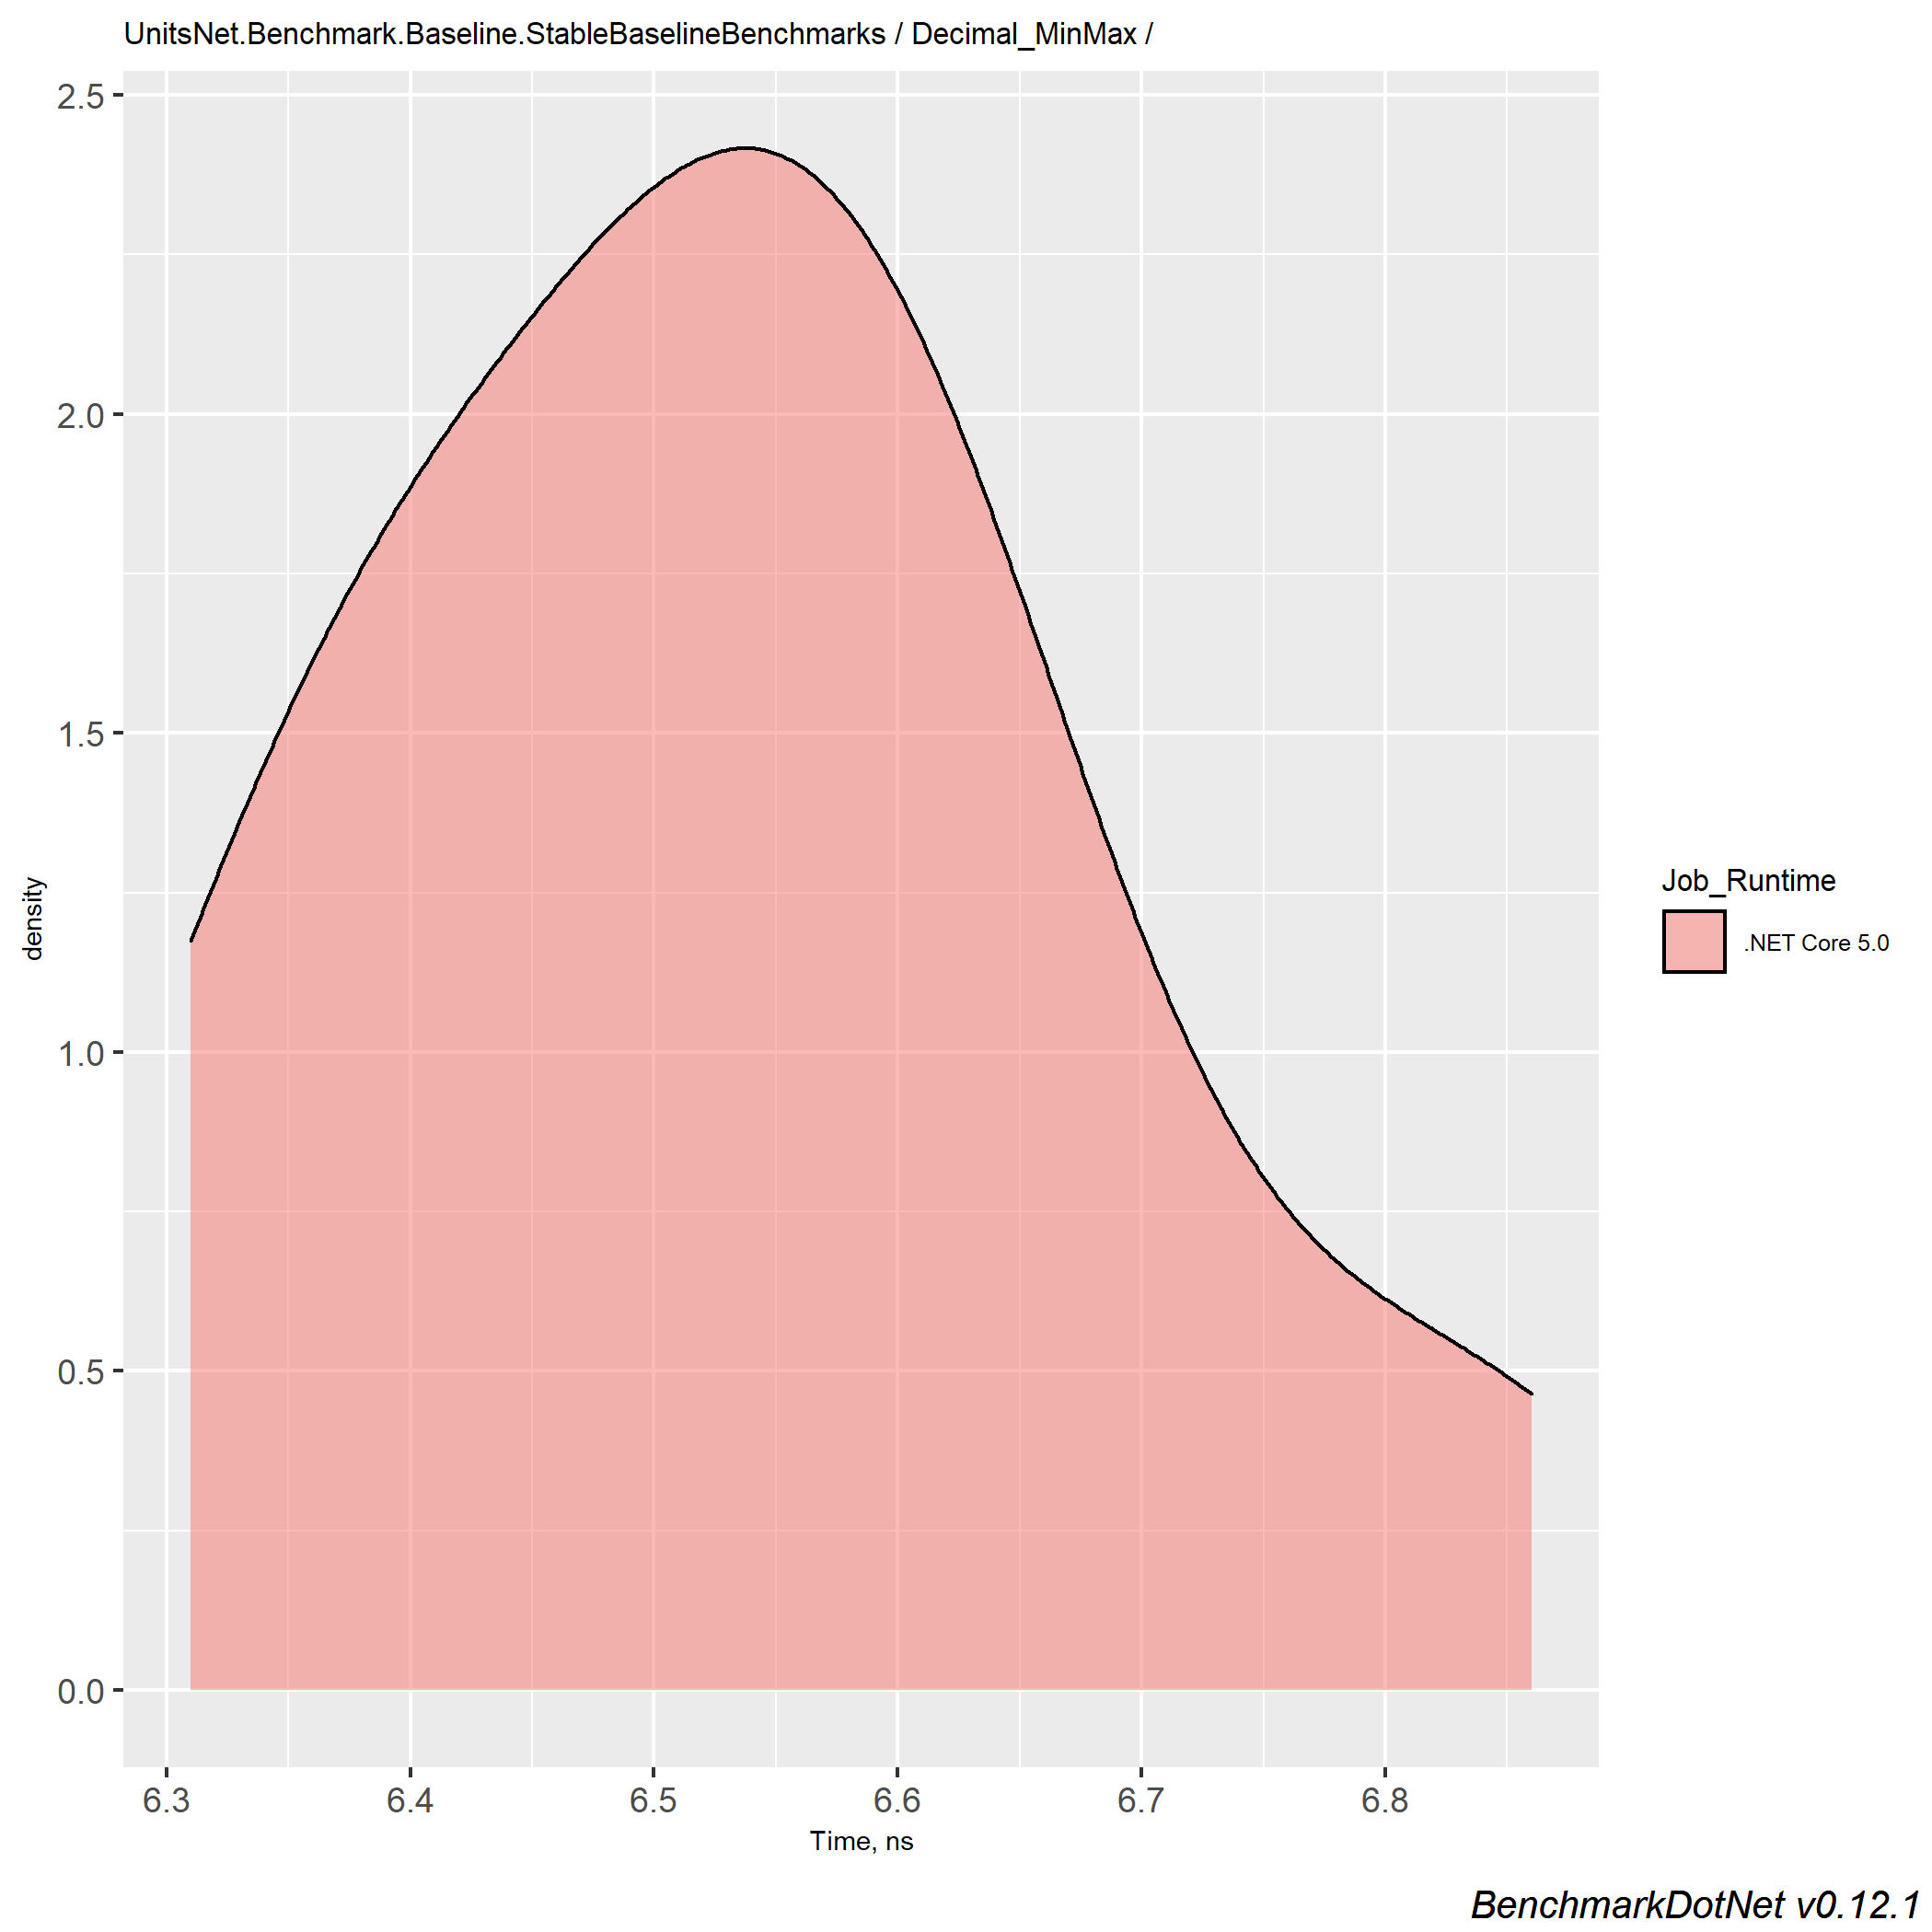 UnitsNet.Benchmark.Baseline.StableBaselineBenchmarks / Decimal_MinMax /
2.5
2.0
1.5
1.0
0.5
0.0
density
6.3 6.4 6.5 6.6 6.7 6.8
Time, ns
Job_Runtime
.NET Core 5.0
BenchmarkDotNet v0.12.1